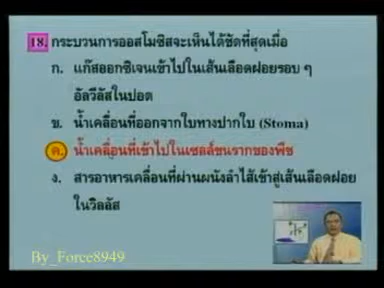 18. กระบวนการออสโมซิสจะเห็นได้ชัดที่สุดเมื่อ
ก. แก๊สออกซิเจนเข้าไปในเส้นเลือดฝอยรอบ ๆ
อัลวีลัสในปอด
ข. น้ำเคลื่อนที่ออกจากใบทางปากใบ (Stoma)
ค. น้ำเคลื่อนที่เข้าไปในเซลล์ขนรากของพืช
ง. สารอาหารเคลื่อนที่ผ่านผนังลำไส้เข้าสู่เส้นเลือดฝอย
ในวิลลัส
By_Force8949